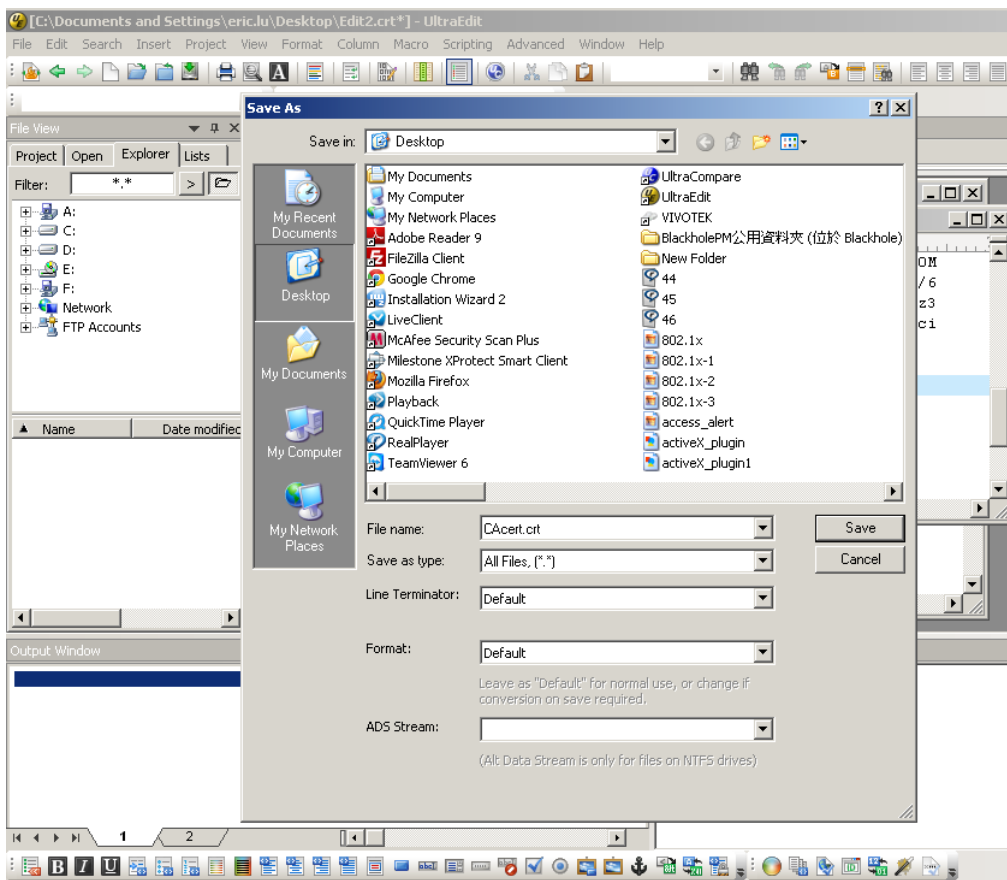 [C:\Documents and Settings\eric.lu\Desktop\Edit2.crt*] - UltraEdit
File Edit Search Insert Project View Format Column Macro Scripting Advanced Window Help
Save As
File View
Project Open Explorer Lists
Filter: *.* >
A:
C:
D:
E:
F:
Network
FTP Accounts
Name Date modified
Save in: Desktop
My Recent Documents
Desktop
My Documents
My Computer
My Network Places
My Documents
My Computer
My Network Places
Adobe Reader 9
FileZilla Client
Google Chrome
Installation Wizard 2
LiveClient
McAfee Security Scan Plus
Milestone XProtect Smart Client
Mozilla Firefox
Playback
QuickTime Player
RealPlayer
TeamViewer 6
UltraCompare
UltraEdit
VIVOTEK
BlackholePM公用資料夾 (位於 Blackhole)
New Folder
44
45
46
802.1x
802.1x-1
802.1x-2
802.1x-3
access_alert
activeX_plugin
activeX_plugin1
OM
/6
z3
ci
File name: CAcert.crt Save
Save as type: All Files, (*.*) Cancel
Line Terminator: Default
Format: Default
Leave as "Default" for normal use, or change if
conversion on save required.
ADS Stream:
(Alt Data Stream is only for files on NTFS drives)
Output Window
1 2
B I U